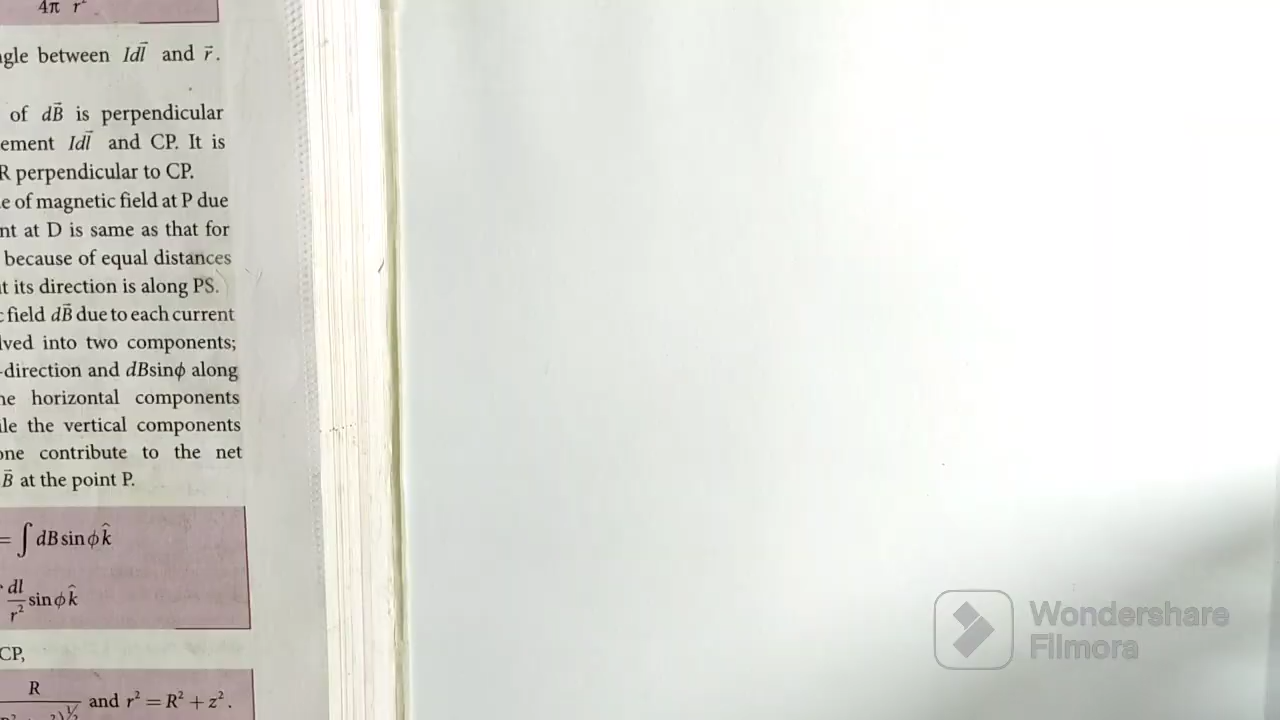 4π r²
ngle between Idl⃗ and r⃗.
of dB⃗ is perpendicular
ement Idl⃗ and CP. It is
R perpendicular to CP.
e of magnetic field at P due
nt at D is same as that for
because of equal distances
t its direction is along PS.
c field dB⃗ due to each current
lved into two components;
-direction and dBsinϕ along
he horizontal components
ile the vertical components
one contribute to the net
B⃗ at the point P.
= ∫ dB sinϕ k̂
dl/r² sinϕ k̂
CP,
R and r² = R² + z².
Wondershare
Filmora